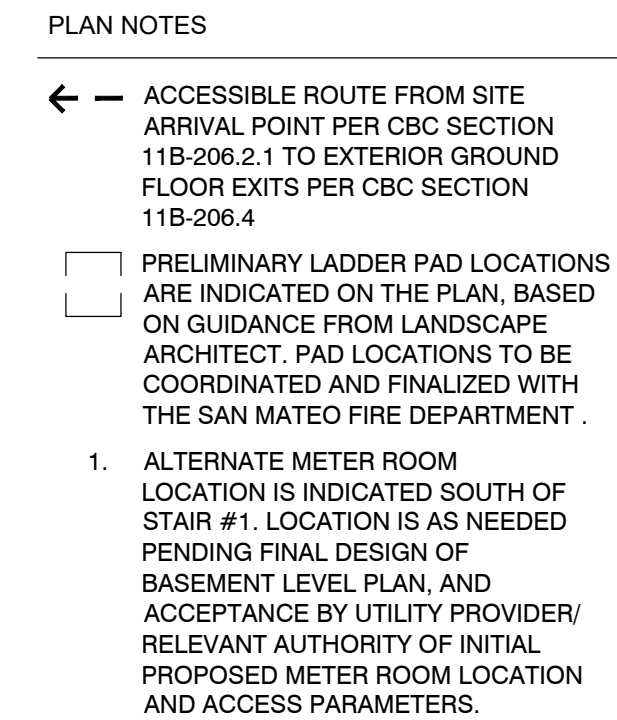 PLAN NOTES
ACCESSIBLE ROUTE FROM SITE
ARRIVAL POINT PER CBC SECTION
11B-206.2.1 TO EXTERIOR GROUND
FLOOR EXITS PER CBC SECTION
11B-206.4
PRELIMINARY LADDER PAD LOCATIONS
ARE INDICATED ON THE PLAN, BASED
ON GUIDANCE FROM LANDSCAPE
ARCHITECT. PAD LOCATIONS TO BE
COORDINATED AND FINALIZED WITH
THE SAN MATEO FIRE DEPARTMENT .
1. ALTERNATE METER ROOM
LOCATION IS INDICATED SOUTH OF
STAIR #1. LOCATION IS AS NEEDED
PENDING FINAL DESIGN OF
BASEMENT LEVEL PLAN, AND
ACCEPTANCE BY UTILITY PROVIDER/
RELEVANT AUTHORITY OF INITIAL
PROPOSED METER ROOM LOCATION
AND ACCESS PARAMETERS.